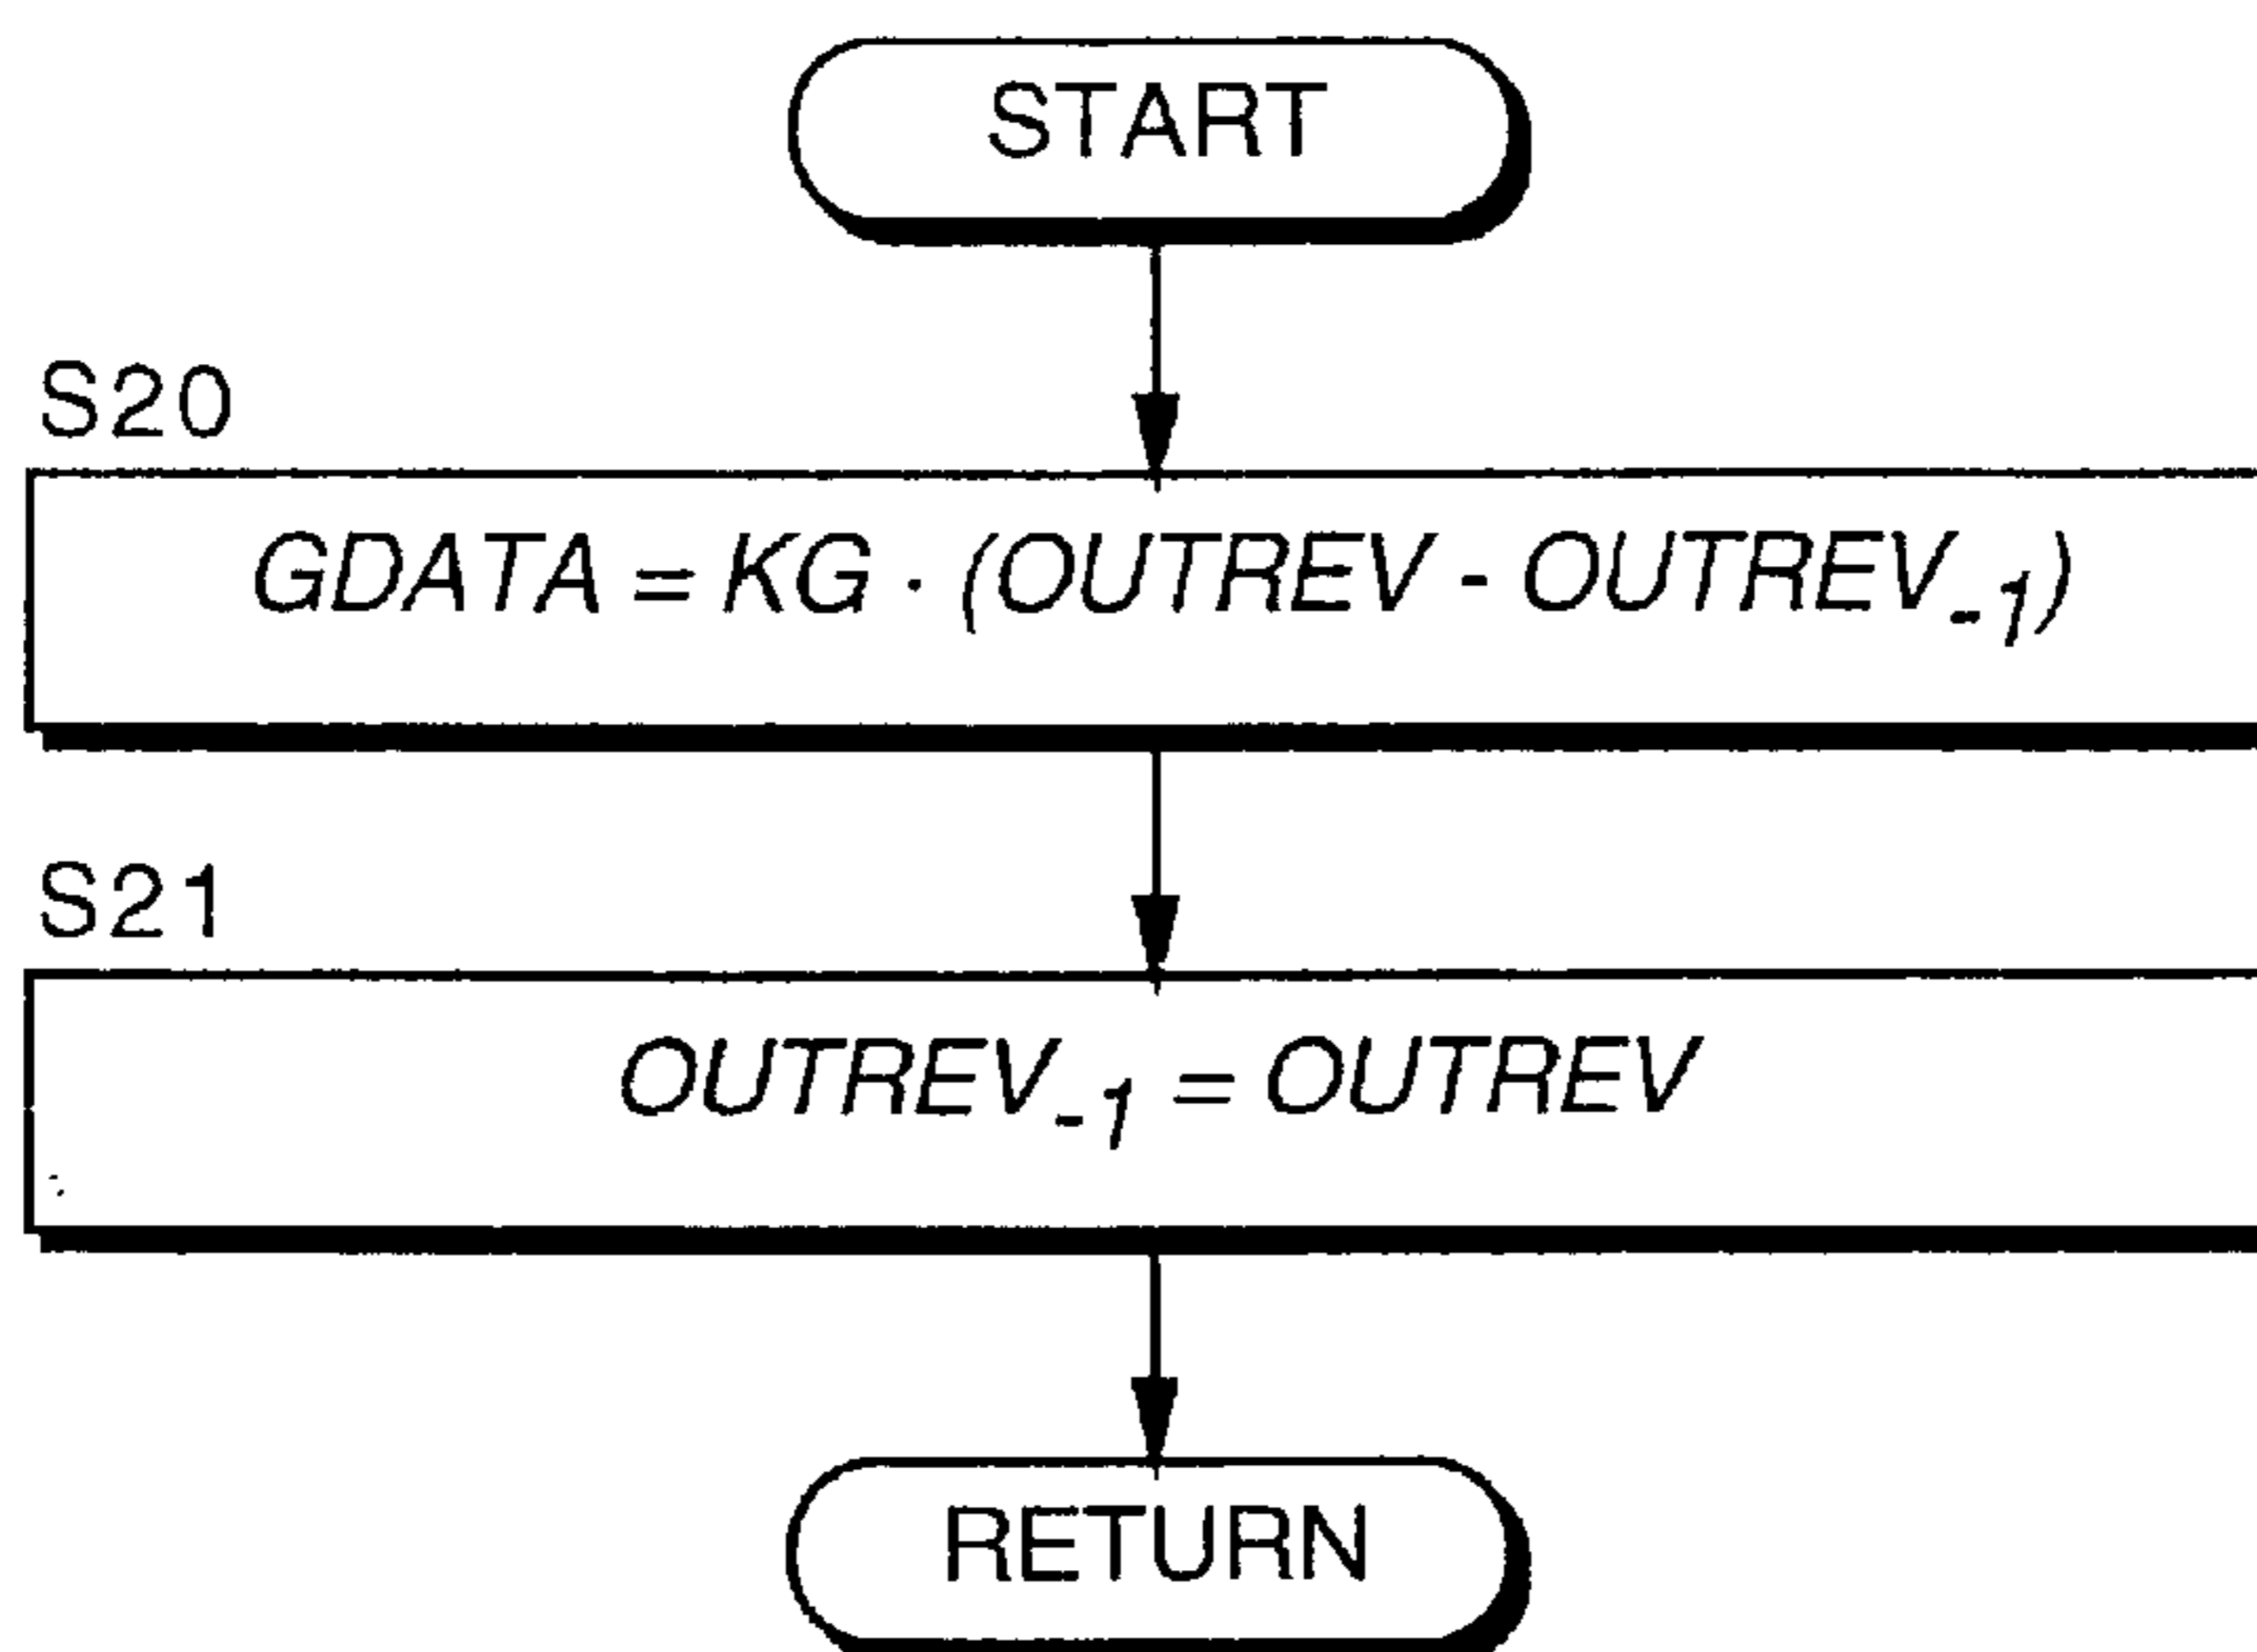 START
S20
GDATA = KG · (OUTREV - OUTREV₋₁)
S21
OUTREV₋₁ = OUTREV
RETURN